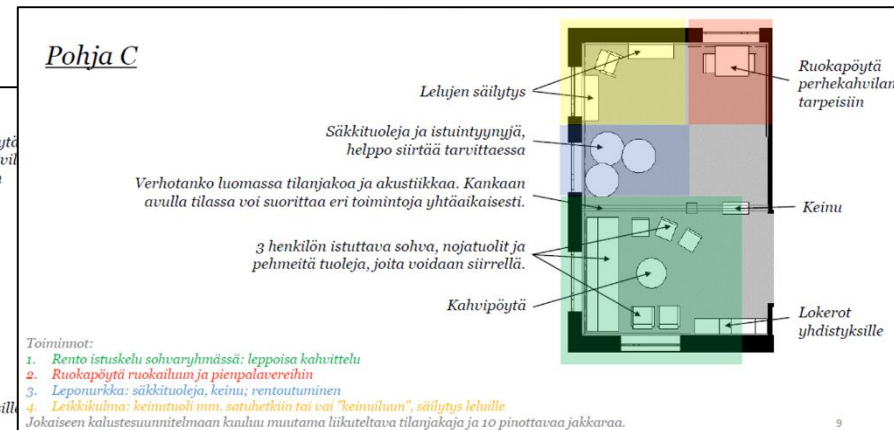 Pohja C
Lelujen säilytys
Ruokapöytä
perhekahvilan
tarpeisiin
Säkkituoleja ja istuintyynyjä,
helppo siirtää tarvittaessa
Verhotanko luomassa tilanjakoa ja akustiikkaa. Kankaan
avulla tilassa voi suorittaa eri toimintoja yhtäaikaisesti.
Keinu
3 henkilön istuttava sohva, nojatuolit ja
pehmeitä tuoleja, joita voidaan siirrellä.
Kahvipöytä
Lokerot
yhdistyksille
Toiminnot:
1. Rento istuskelu sohvaryhmässä: leppoisa kahvittelu
2. Ruokapöytä ruokailuun ja pienpalavereihin
3. Leponurkka: säkkituoleja, keinu; rentoutuminen
4. Leikkikulma: keinutuoli mm. satuhetkiin tai vai "keinuiluun", säilytys leluille
Jokaiseen kalustesuunnitelmaan kuuluu muutama liikuteltava tilanjakaja ja 10 pinottavaa jakkaraa.
9